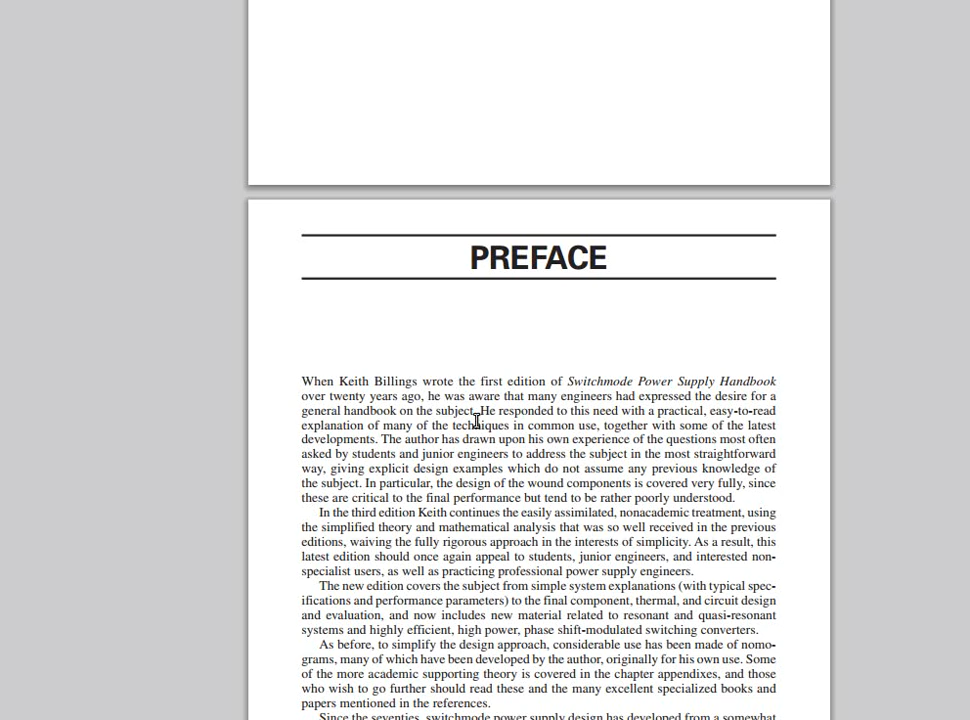 PREFACE
When Keith Billings wrote the first edition of Switchmode Power Supply Handbook
over twenty years ago, he was aware that many engineers had expressed the desire for a
general handbook on the subject. He responded to this need with a practical, easy-to-read
explanation of many of the techniques in common use, together with some of the latest
developments. The author has drawn upon his own experience of the questions most often
asked by students and junior engineers to address the subject in the most straightforward
way, giving explicit design examples which do not assume any previous knowledge of
the subject. In particular, the design of the wound components is covered very fully, since
these are critical to the final performance but tend to be rather poorly understood.
In the third edition Keith continues the easily assimilated, nonacademic treatment, using
the simplified theory and mathematical analysis that was so well received in the previous
editions, waiving the fully rigorous approach in the interests of simplicity. As a result, this
latest edition should once again appeal to students, junior engineers, and interested non-
specialist users, as well as practicing professional power supply engineers.
The new edition covers the subject from simple system explanations (with typical spec-
ifications and performance parameters) to the final component, thermal, and circuit design
and evaluation, and now includes new material related to resonant and quasi-resonant
systems and highly efficient, high power, phase shift-modulated switching converters.
As before, to simplify the design approach, considerable use has been made of nomo-
grams, many of which have been developed by the author, originally for his own use. Some
of the more academic supporting theory is covered in the chapter appendixes, and those
who wish to go further should read these and the many excellent specialized books and
papers mentioned in the references.
Since the seventies, switchmode power supply design has developed from a somewhat